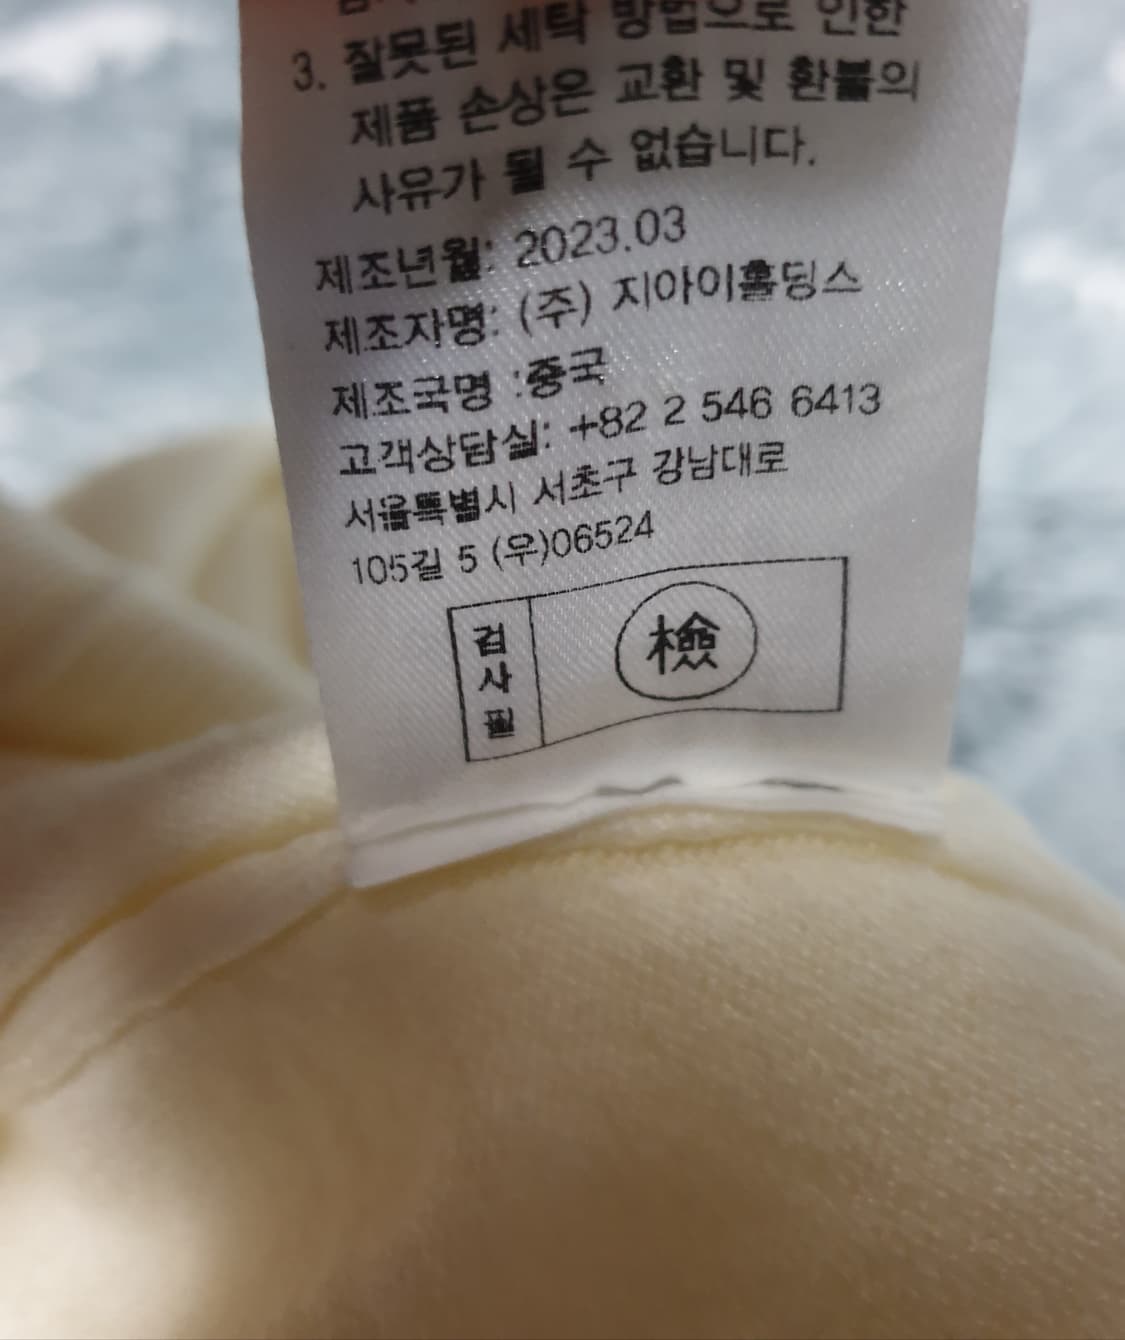 3. 잘못된 세탁 방법으로 인한
제품 손상은 교환 및 환불의
사유가 될 수 없습니다.
제조년월: 2023.03
제조자명: (주) 지아이홀딩스
제조국명 :중국
고객상담실: +82 2 546 6413
서울특별시 서초구 강남대로
105길 5 (우)06524
검사필
檢